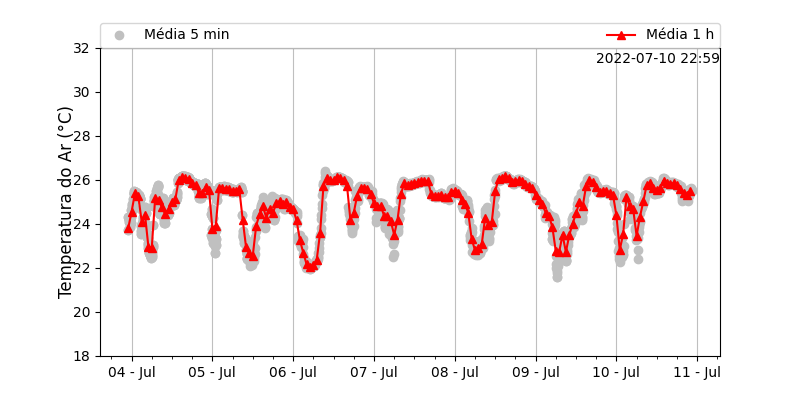 Média 5 min
Média 1 h
2022-07-10 22:59
Temperatura do Ar (°C)
32
30
28
26
24
22
20
18
04 - Jul
05 - Jul
06 - Jul
07 - Jul
08 - Jul
09 - Jul
10 - Jul
11 - Jul